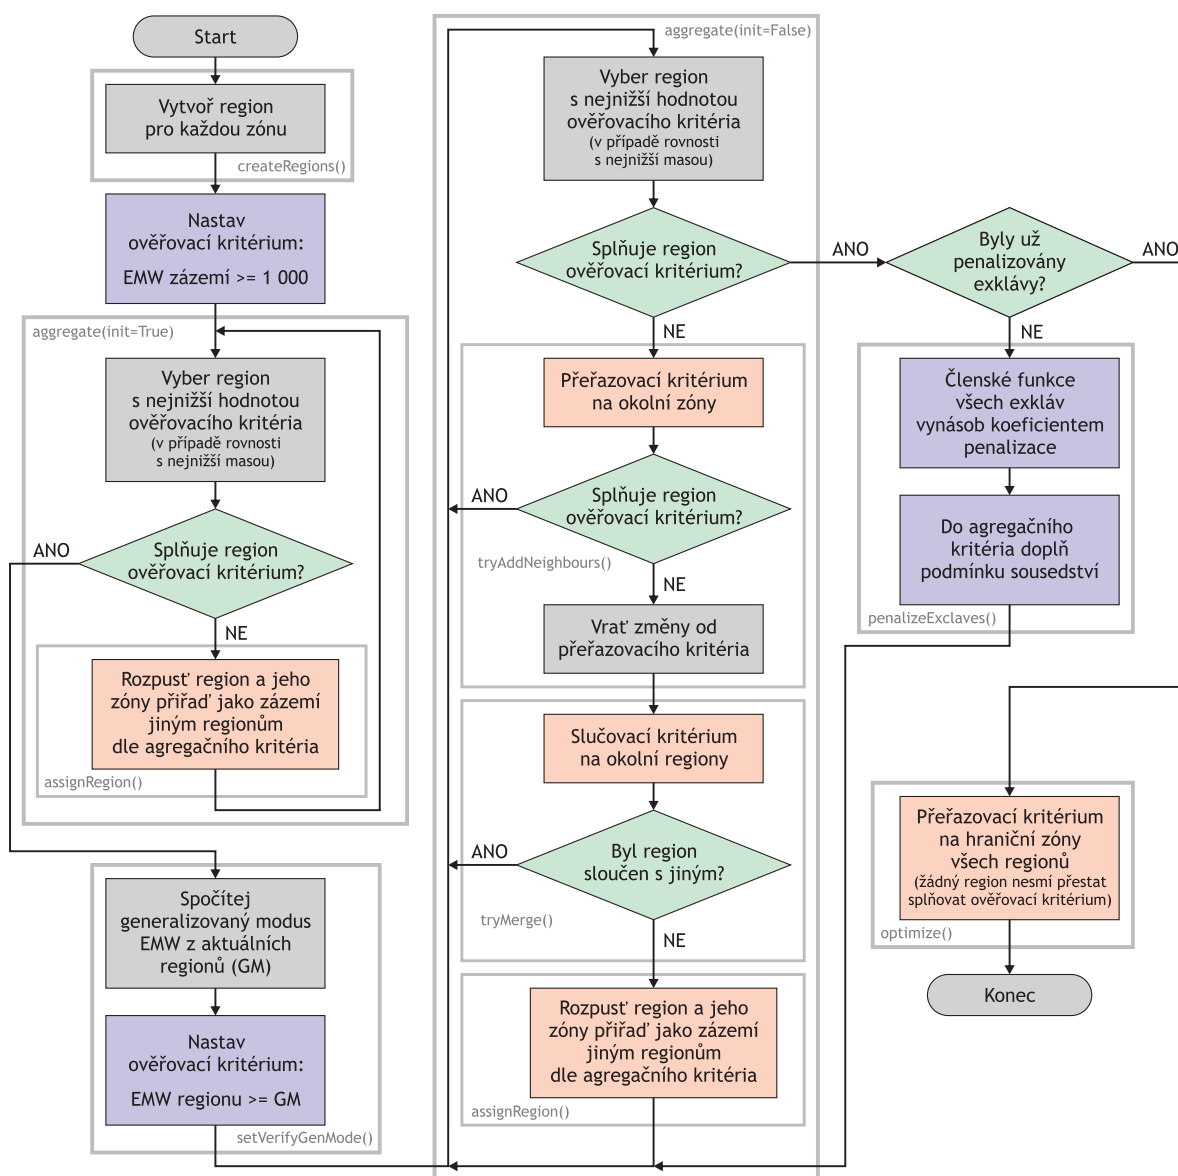 Start
Vytvoř region
pro každou zónu
createRegions()
Nastav
ověřovací kritérium:
EMW zázemí >= 1 000
aggregate(init=True)
Vyber region
s nejnižší hodnotou
ověřovacího kritéria
(v případě rovnosti
s nejnižší masou)
ANO
Splňuje region
ověřovací kritérium?
NE
Rozpusť region a jeho
zóny přiřaď jako zázemí
jiným regionům
dle agregačního kritéria
assignRegion()
Spočítej
generalizovaný modus
EMW z aktuálních
regionů (GM)
Nastav
ověřovací kritérium:
EMW regionu >= GM
setVerifyGenMode()
aggregate(init=False)
Vyber region
s nejnižší hodnotou
ověřovacího kritéria
(v případě rovnosti
s nejnižší masou)
Splňuje region
ověřovací kritérium?
ANO
NE
Přeřazovací kritérium
na okolní zóny
ANO
Splňuje region
ověřovací kritérium?
tryAddNeighbours()
NE
Vrať změny od
přeřazovacího kritéria
Slučovací kritérium
na okolní regiony
ANO
Byl region
sloučen s jiným?
tryMerge()
NE
Rozpusť region a jeho
zóny přiřaď jako zázemí
jiným regionům
dle agregačního kritéria
assignRegion()
Byly už
penalizovány
exklávy?
ANO
NE
Členské funkce
všech exkláv
vynásob koeficientem
penalizace
Do agregačního
kritéria doplň
podmínku sousedství
penalizeExclaves()
Přeřazovací kritérium
na hraniční zóny
všech regionů
(žádný region nesmí přestat
splňovat ověřovací kritérium)
optimize()
Konec